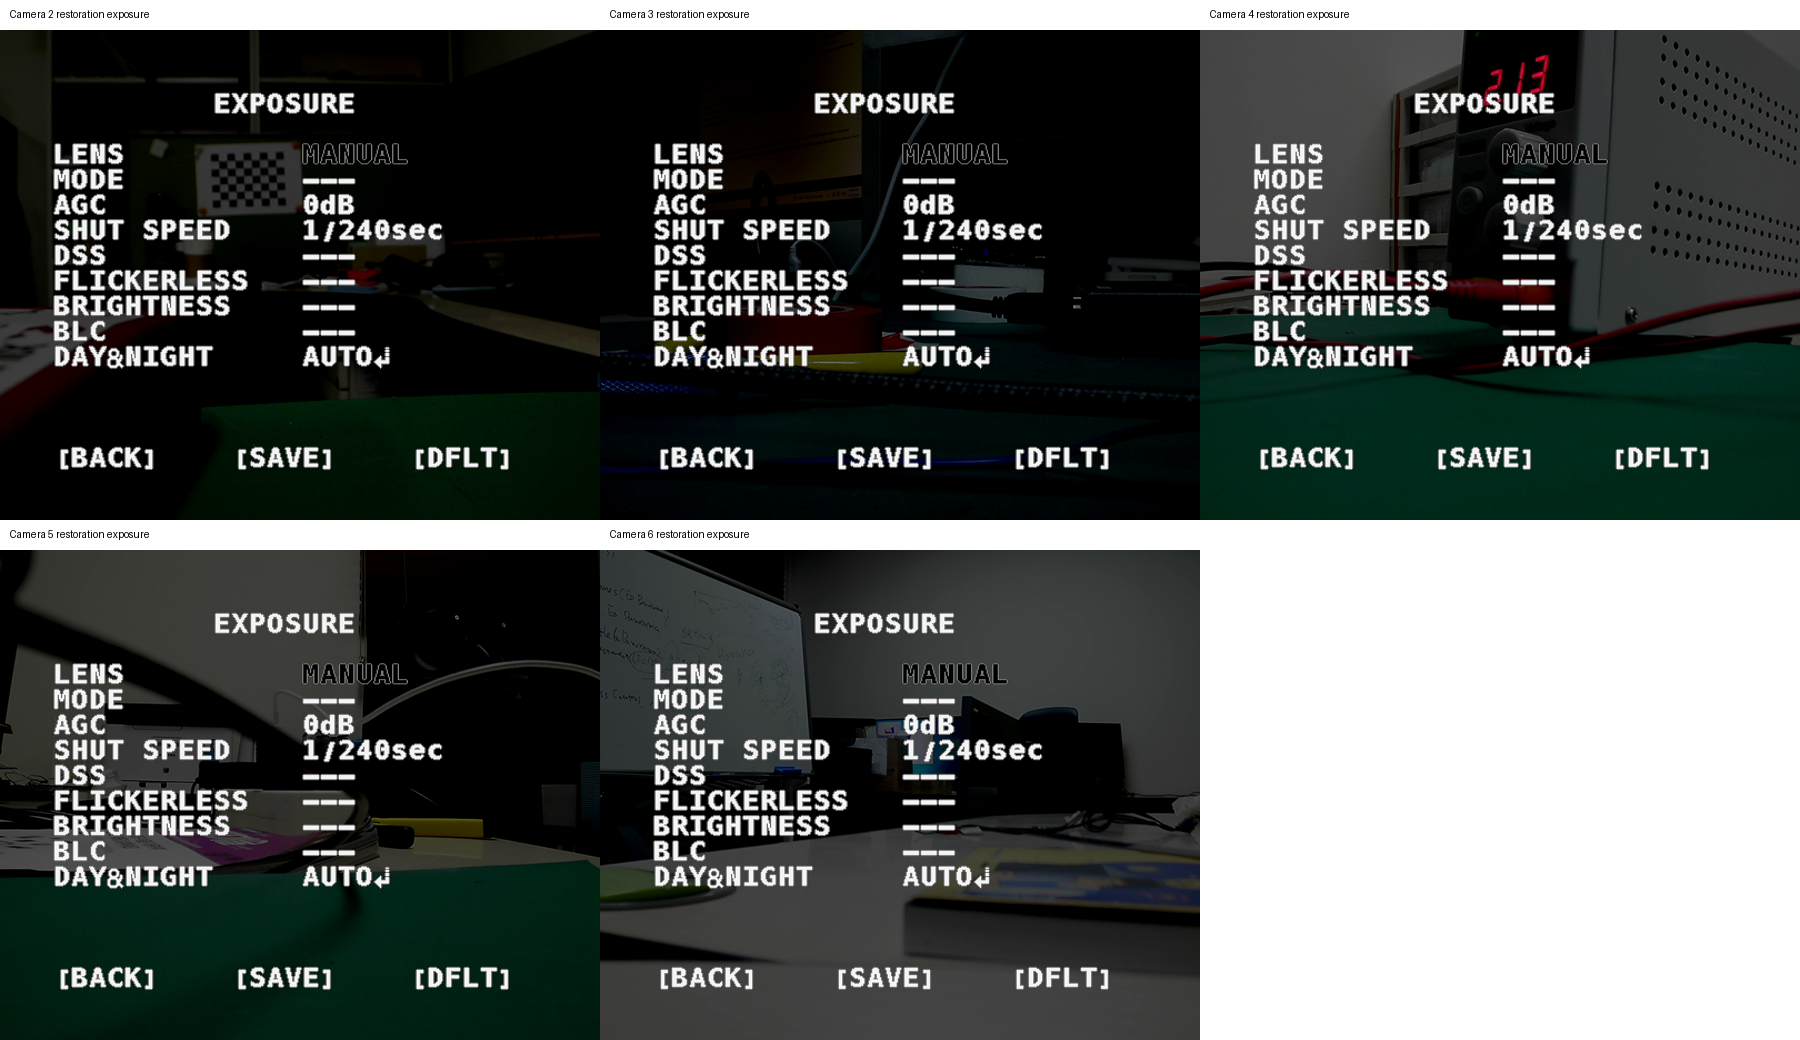 Camera 2 restoration exposure
EXPOSURE
LENS MANUAL
MODE ---
AGC 0dB
SHUT SPEED 1/240sec
DSS ---
FLICKERLESS ---
BRIGHTNESS ---
BLC ---
DAY&NIGHT AUTO↲
[BACK] [SAVE] [DFLT]
Camera 3 restoration exposure
EXPOSURE
LENS MANUAL
MODE ---
AGC 0dB
SHUT SPEED 1/240sec
DSS ---
FLICKERLESS ---
BRIGHTNESS ---
BLC ---
DAY&NIGHT AUTO↲
[BACK] [SAVE] [DFLT]
Camera 4 restoration exposure
213
EXPOSURE
LENS MANUAL
MODE ---
AGC 0dB
SHUT SPEED 1/240sec
DSS ---
FLICKERLESS ---
BRIGHTNESS ---
BLC ---
DAY&NIGHT AUTO↲
[BACK] [SAVE] [DFLT]
Camera 5 restoration exposure
EXPOSURE
LENS MANUAL
MODE ---
AGC 0dB
SHUT SPEED 1/240sec
DSS ---
FLICKERLESS ---
BRIGHTNESS ---
BLC ---
DAY&NIGHT AUTO↲
[BACK] [SAVE] [DFLT]
Camera 6 restoration exposure
EXPOSURE
LENS MANUAL
MODE ---
AGC 0dB
SHUT SPEED 1/240sec
DSS ---
FLICKERLESS ---
BRIGHTNESS ---
BLC ---
DAY&NIGHT AUTO↲
[BACK] [SAVE] [DFLT]